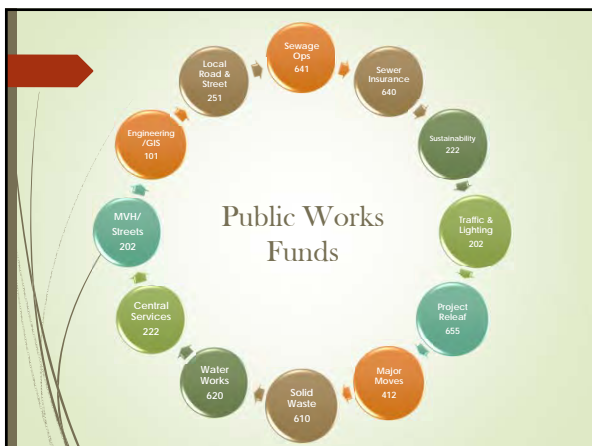 Sewage
Ops
641
Sewer
Insurance
640
Sustainability
222
Traffic &
Lighting
202
Project
Releaf
655
Major
Moves
412
Solid
Waste
610
Water
Works
620
Central
Services
222
MVH/
Streets
202
Engineering
/GIS
101
Local
Road &
Street
251
Public Works
Funds